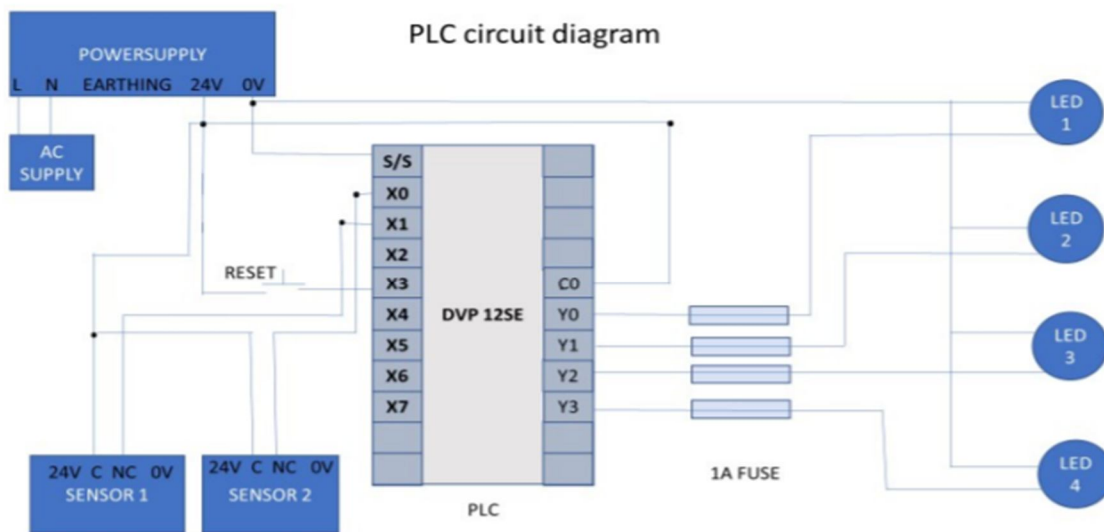 PLC circuit diagram
POWERSUPPLY
L N EARTHING 24V 0V
AC
SUPPLY
S/S
X0
X1
X2
X3
X4
X5
X6
X7
RESET
DVP 12SE
C0
Y0
Y1
Y2
Y3
LED
1
LED
2
LED
3
LED
4
24V C NC 0V
SENSOR 1
24V C NC 0V
SENSOR 2
PLC
1A FUSE